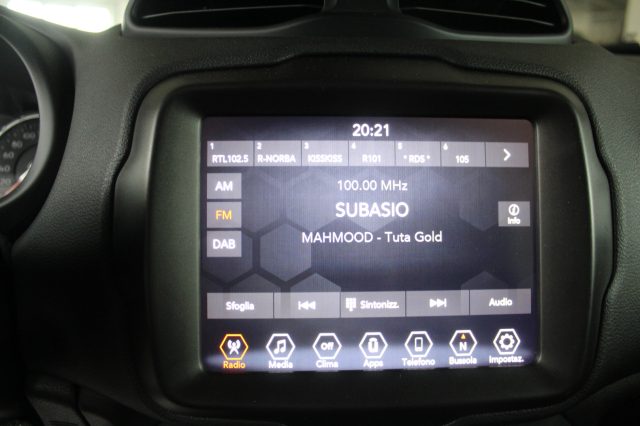 20:21
1 2 3 4 5 6
RTL102.5 R-NORBA KISSKISS R101 *RDS* 105
AM 100.00 MHz
FM SUBASIO
Info
DAB MAHMOOD - Tuta Gold
Sfoglia Sintonizz. Audio
Off N
Radio Media Clima Apps Telefono Bussola Impostaz.